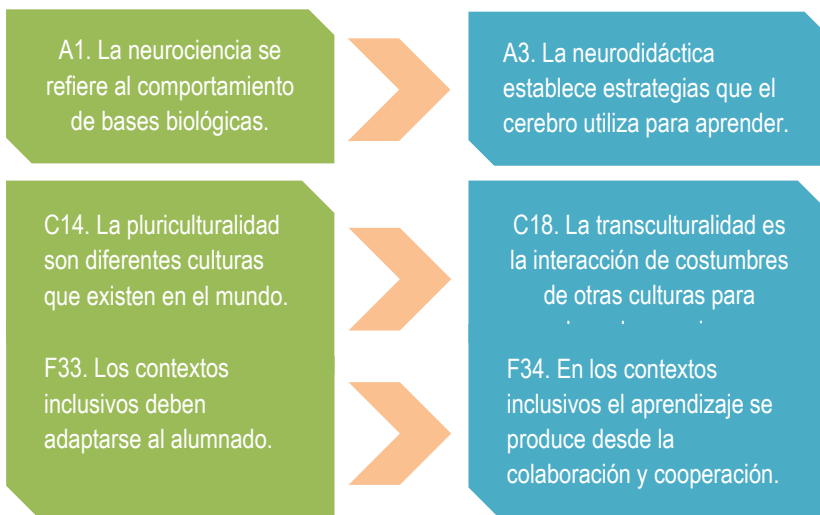 A1. La neurociencia se
refiere al comportamiento
de bases biológicas.
A3. La neurodidáctica
establece estrategias que el
cerebro utiliza para aprender.
C14. La pluriculturalidad
son diferentes culturas
que existen en el mundo.
C18. La transculturalidad es
la interacción de costumbres
de otras culturas para
F33. Los contextos
inclusivos deben
adaptarse al alumnado.
F34. En los contextos
inclusivos el aprendizaje se
produce desde la
colaboración y cooperación.